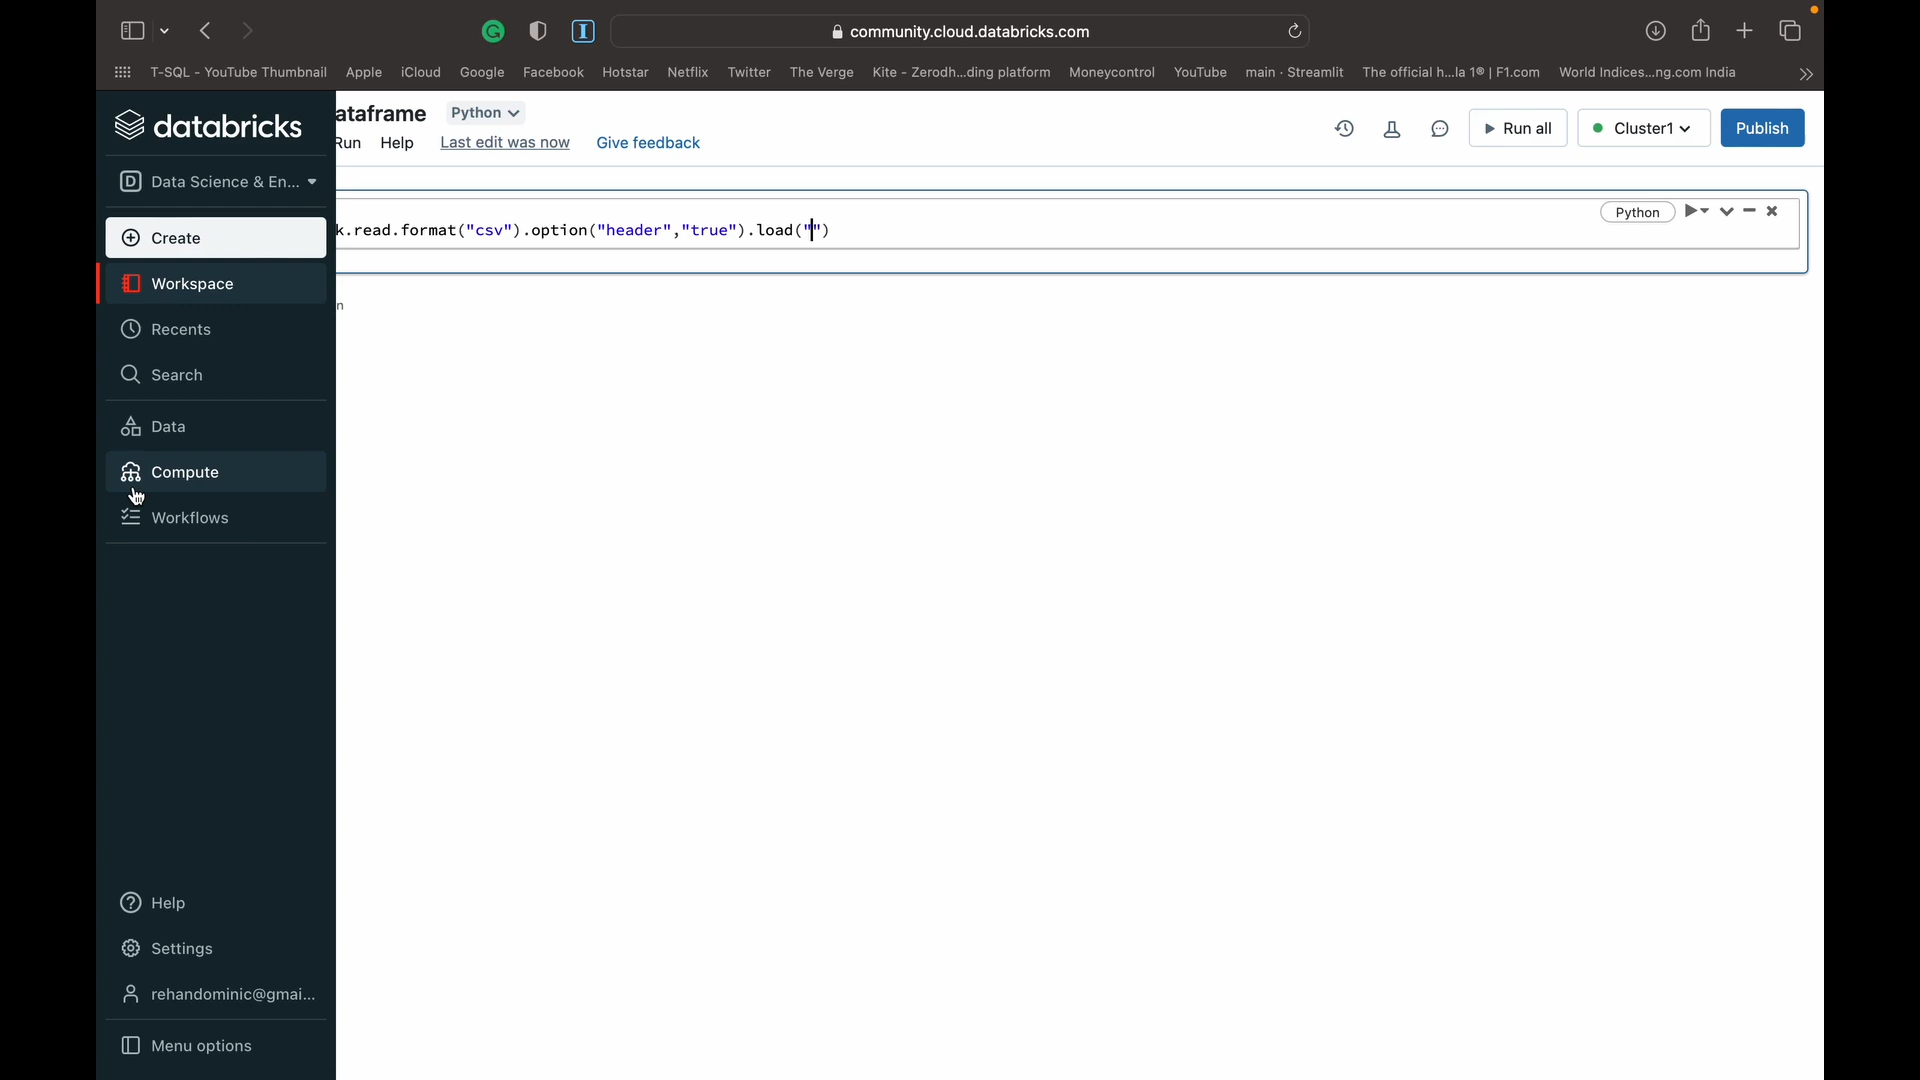 community.cloud.databricks.com
T-SQL - YouTube Thumbnail Apple iCloud Google Facebook Hotstar Netflix Twitter The Verge Kite - Zerodh...ding platform Moneycontrol YouTube main · Streamlit The official h...la 1® | F1.com World Indices...ng.com India
databricks
ataframe Python
Run Help Last edit was now Give feedback
Run all Cluster1 Publish
D Data Science & En...
Create
Workspace
Recents
Search
Data
Compute
Workflows
Help
Settings
rehandominic@gmai...
Menu options
Python
k.read.format("csv").option("header","true").load("")
n